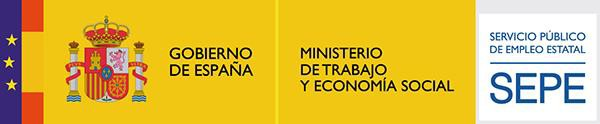 GOBIERNO
DE ESPAÑA
MINISTERIO
DE TRABAJO
Y ECONOMÍA SOCIAL
SERVICIO PÚBLICO
DE EMPLEO ESTATAL
SEPE